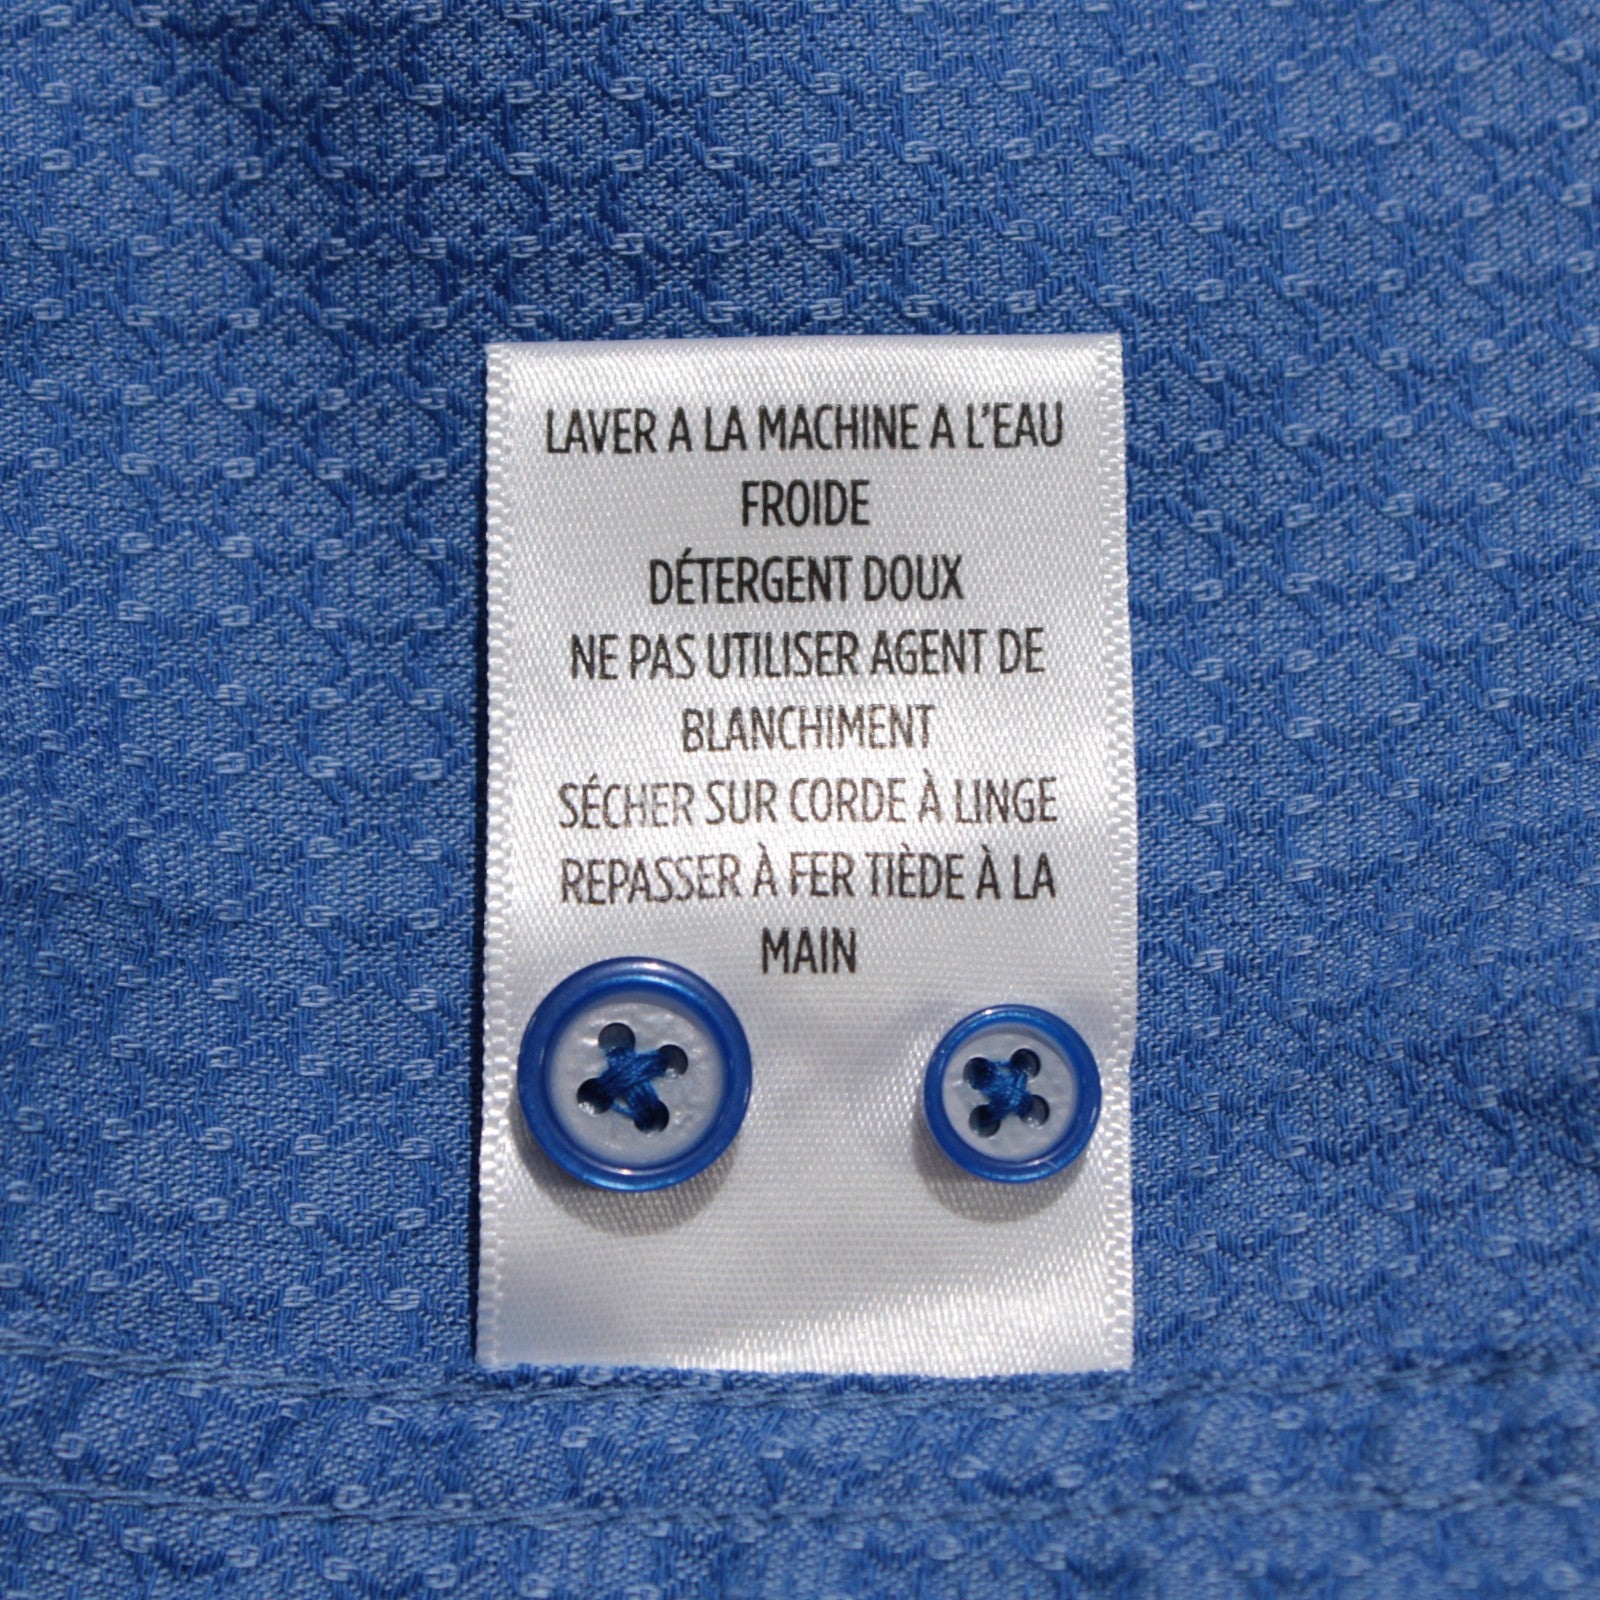 LAVER A LA MACHINE A L'EAU
FROIDE
DÉTERGENT DOUX
NE PAS UTILISER AGENT DE
BLANCHIMENT
SÉCHER SUR CORDE À LINGE
REPASSER À FER TIÈDE À LA
MAIN